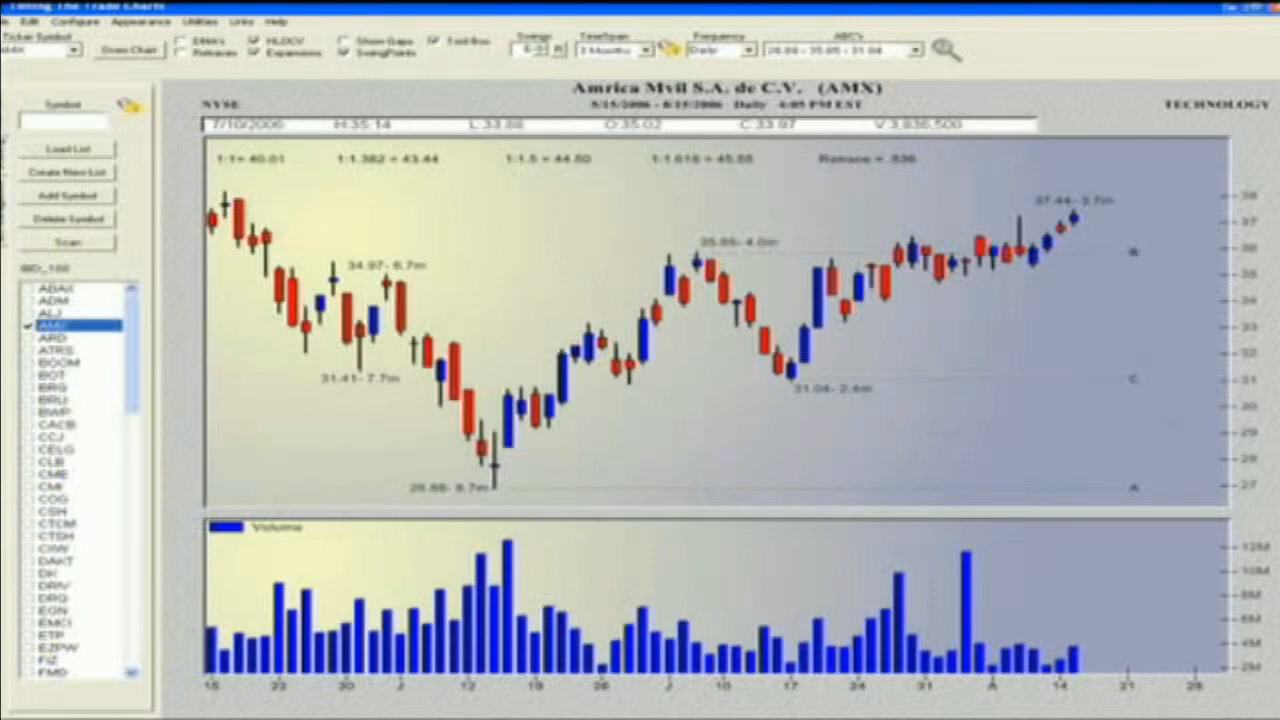 Timing The Trade Charts
Edit Configure Appearance Utilities Links Help
Ticker Symbol
Draw Chart
EMA's HLOCV Show Gaps Tool Box
Retraces Expansions SwingPoints
Swings TimeSpan Frequency ABC's
3 Months Daily 26.88 - 35.85 - 31.04
Amrica Mvil S.A. de C.V. (AMX)
NYSE 5/15/2006 - 8/15/2006 Daily 4:05 PM EST TECHNOLOGY
7/10/2006 H:35.14 L:33.88 O:35.02 C:33.97 V:3,836,500
1:1= 40.01 1:1.382 = 43.44 1:1.5 = 44.50 1:1.618 = 45.55 Retrace = .536
Symbol
Load List
Create New List
Add Symbol
Delete Symbol
Scan
IBD_100
ABAX
ADM
ALJ
AMX
ARD
ATRS
BOOM
BOT
BRG
BRLI
BWP
CACB
CCJ
CELG
CLB
CME
CMI
COG
CSH
CTCM
CTSH
CXW
DAKT
DK
DRIV
DRQ
EGN
EMCI
ETP
EZPW
FIZ
FMD
37.44- 3.7m
35.85- 4.0m
34.97- 6.7m
31.41- 7.7m
31.04- 2.4m
26.88- 9.7m
B
C
A
38
37
36
35
34
33
32
31
30
29
28
27
Volume
12M
10M
8M
6M
4M
2M
15 22 30 J 12 19 26 J 10 17 24 31 A 14 21 28